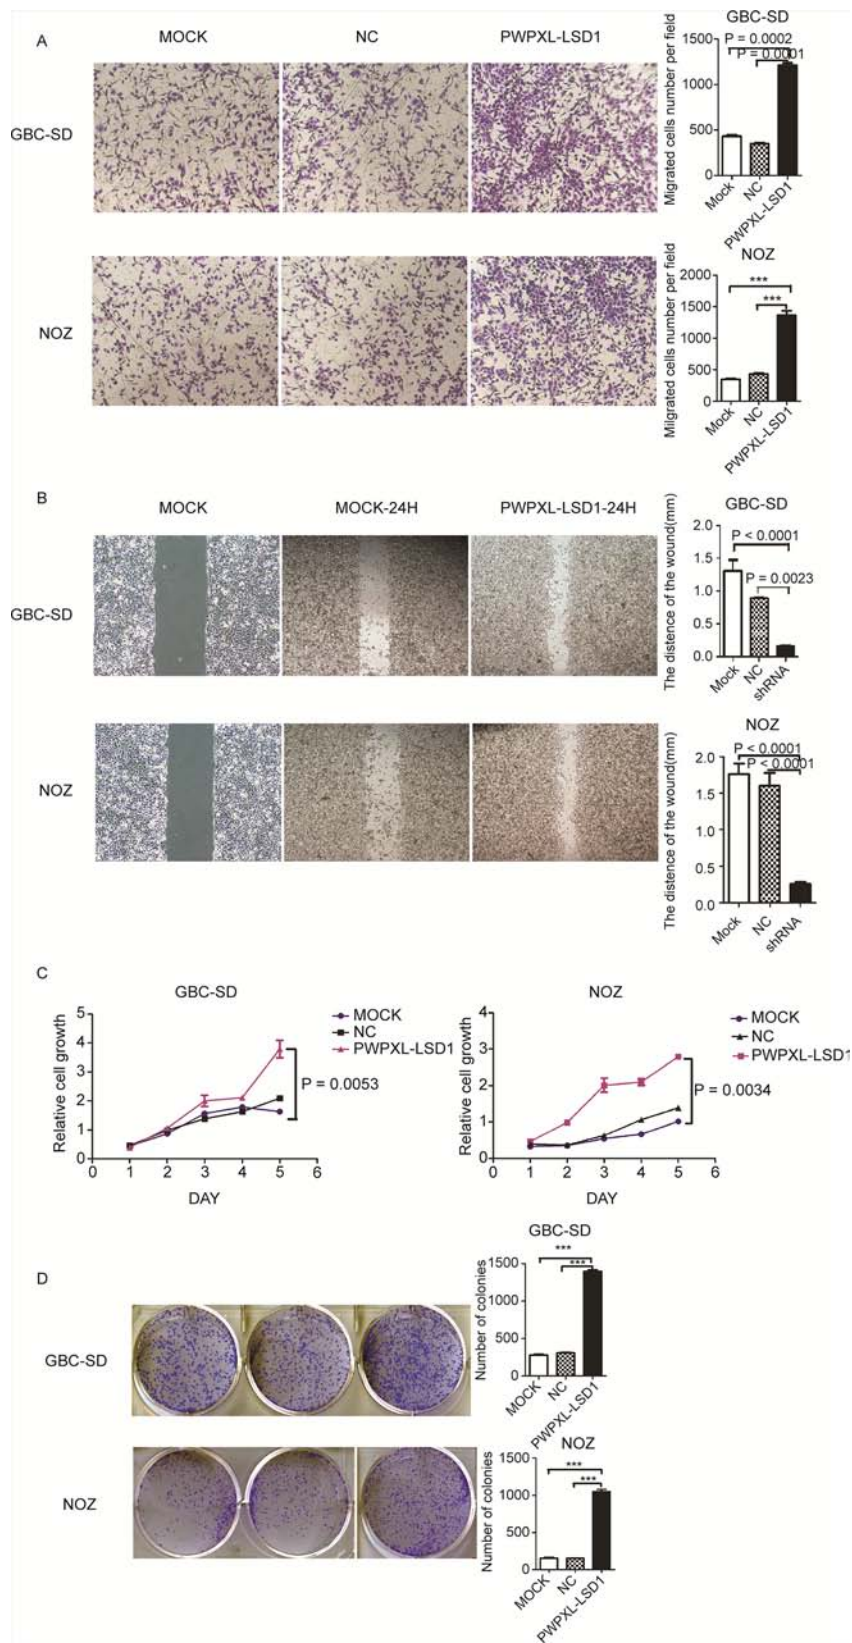 A
MOCK
NC
PWPXL-LSD1
GBC-SD
GBC-SD
Migrated cells number per field
1500
1000
500
0
P = 0.0002
P = 0.0001
Mock
NC
PWPXL-LSD1
NOZ
NOZ
Milgrated cells number per field
2000
1500
1000
500
0
***
***
Mock
NC
PWPXL-LSD1
B
MOCK
MOCK-24H
PWPXL-LSD1-24H
GBC-SD
GBC-SD
The distence of the wound(mm)
2.0
1.5
1.0
0.5
0.0
P < 0.0001
P = 0.0023
Mock
NC
shRNA
NOZ
NOZ
The distence of the wound(mm)
2.0
1.5
1.0
0.5
0.0
P < 0.0001
P < 0.0001
Mock
NC
shRNA
C
GBC-SD
Relative cell growth
5
4
3
2
1
0
0 1 2 3 4 5 6
DAY
MOCK
NC
PWPXL-LSD1
P = 0.0053
NOZ
Relative cell growth
4
3
2
1
0
0 1 2 3 4 5 6
DAY
MOCK
NC
PWPXL-LSD1
P = 0.0034
D
GBC-SD
GBC-SD
Number of colonies
1500
1000
500
0
***
***
MOCK
NC
PWPXL-LSD1
NOZ
NOZ
Number of colonies
1500
1000
500
0
***
***
MOCK
NC
PWPXL-LSD1